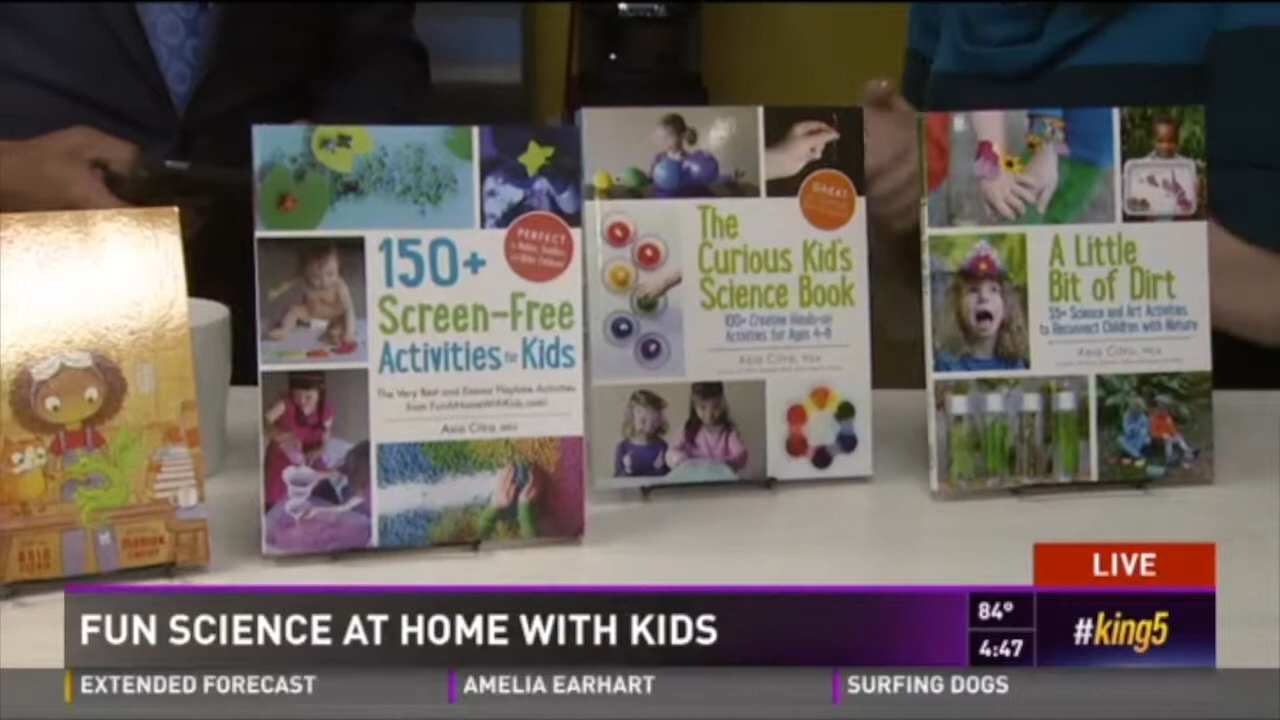 150+
Screen-Free
Activities for Kids
The Very Best and Easiest Playtime Activities
from FunAtHomeWithKids.com!
Asia Citro, MEd
PERFECT
The
Curious Kid's
Science Book
100+ Creative Hands-on
Activities for Ages 4-8
Asia Citro, MEd
GREAT
A Little
Bit of Dirt
55+ Science and Art Activities
to Reconnect Children with Nature
Asia Citro, MEd
ASIA
CITRO
MARION
LIVE
FUN SCIENCE AT HOME WITH KIDS
84°
4:47
#king5
EXTENDED FORECAST
AMELIA EARHART
SURFING DOGS